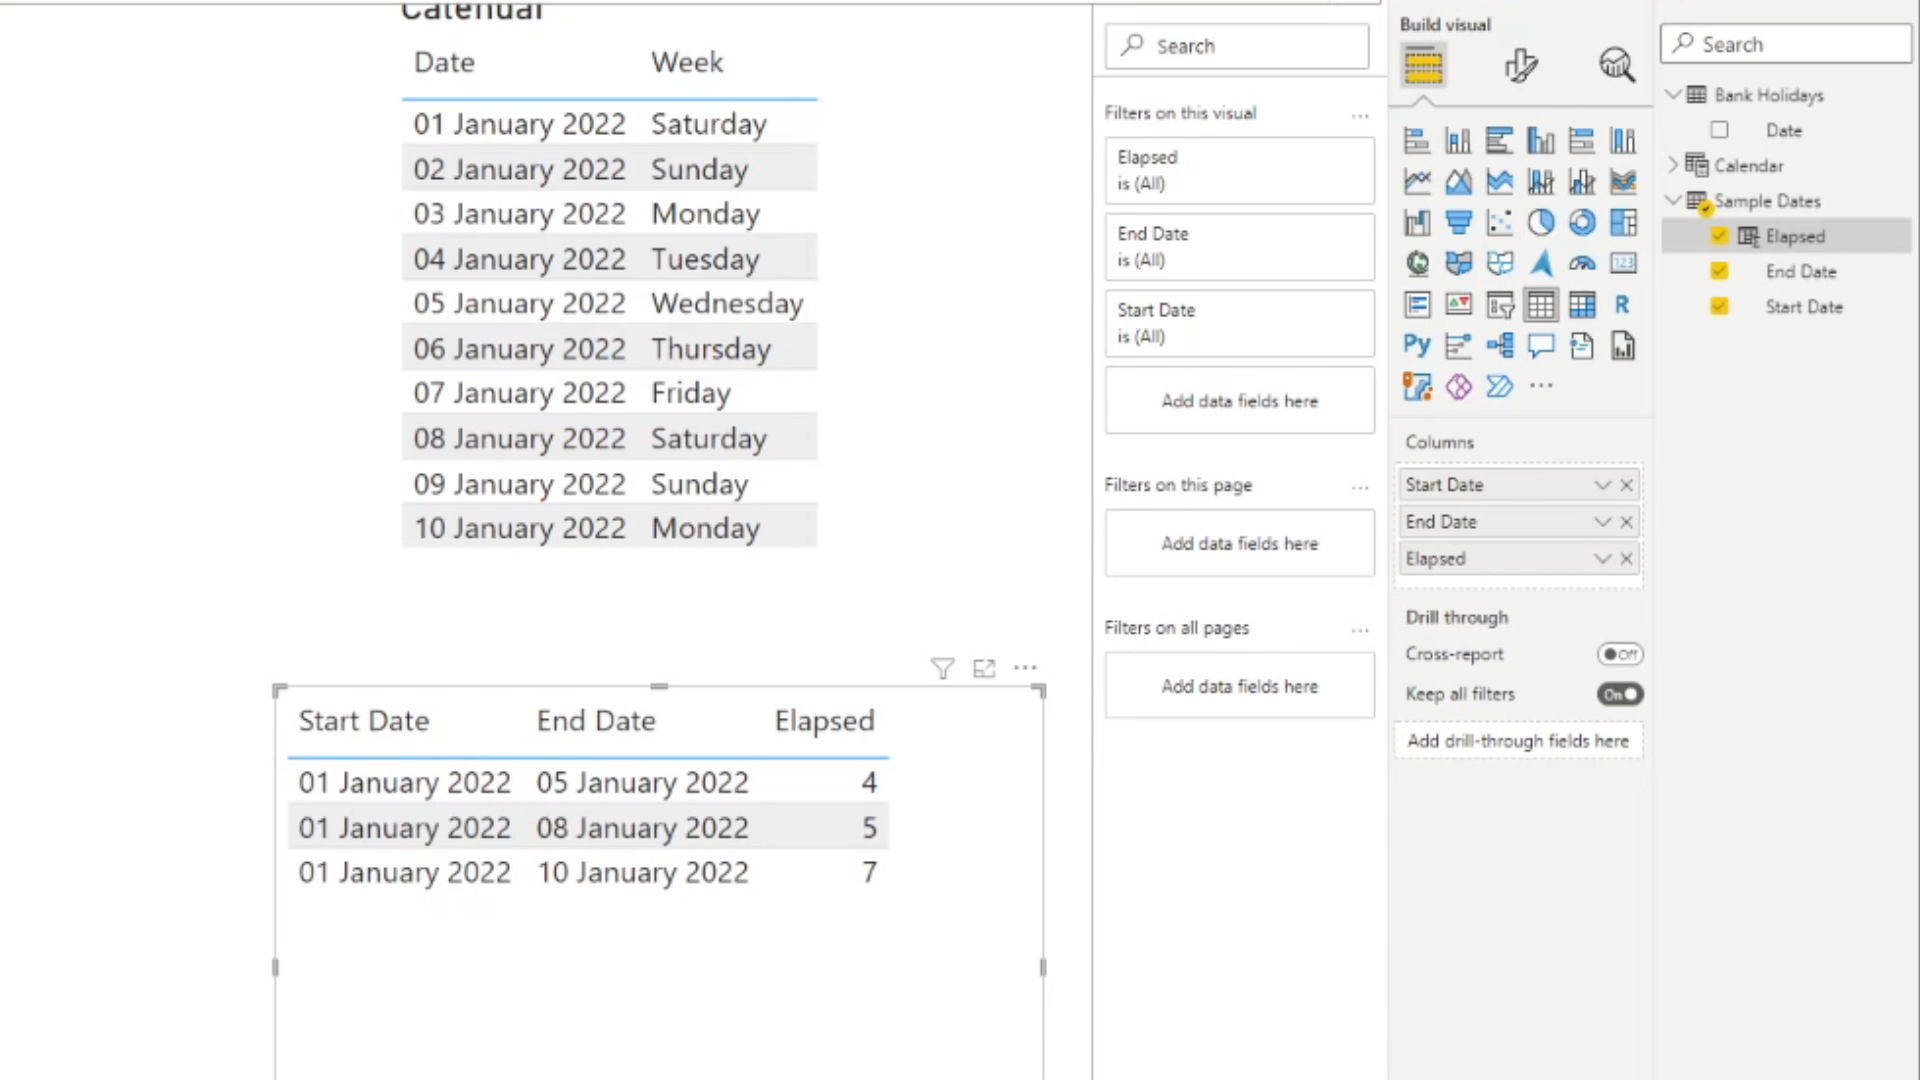 Calendar
Date Week
01 January 2022 Saturday
02 January 2022 Sunday
03 January 2022 Monday
04 January 2022 Tuesday
05 January 2022 Wednesday
06 January 2022 Thursday
07 January 2022 Friday
08 January 2022 Saturday
09 January 2022 Sunday
10 January 2022 Monday
Start Date End Date Elapsed
01 January 2022 05 January 2022 4
01 January 2022 08 January 2022 5
01 January 2022 10 January 2022 7
Search
Filters on this visual
Elapsed
is (All)
End Date
is (All)
Start Date
is (All)
Add data fields here
Filters on this page
Add data fields here
Filters on all pages
Add data fields here
Build visual
123
R
Py
Columns
Start Date
End Date
Elapsed
Drill through
Cross-report Off
Keep all filters On
Add drill-through fields here
Search
Bank Holidays
Date
Calendar
Sample Dates
Elapsed
End Date
Start Date